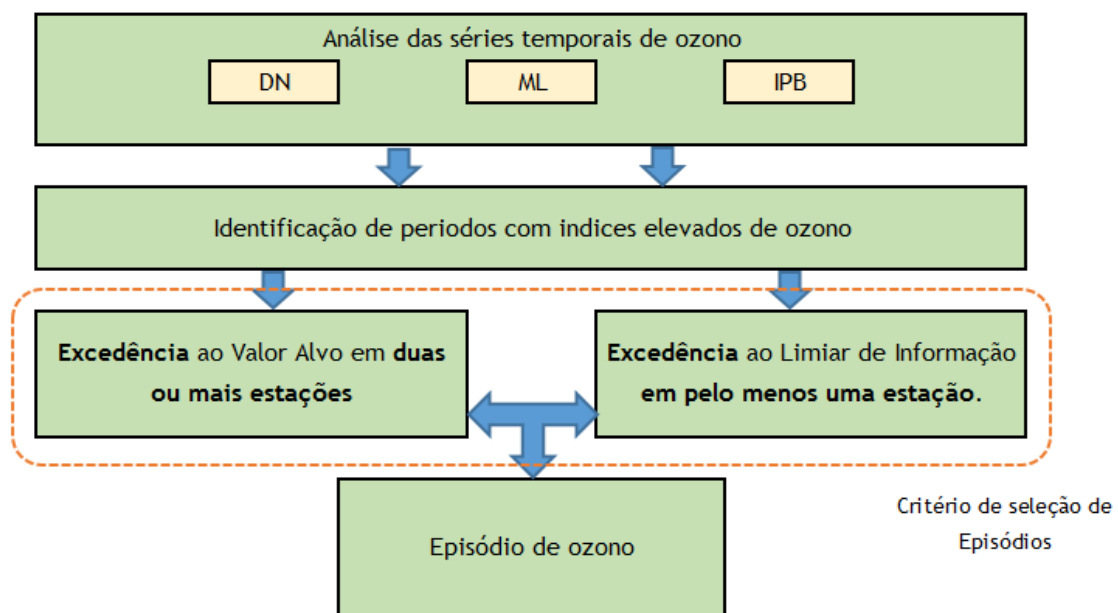 Análise das séries temporais de ozono
DN
ML
IPB
Identificação de periodos com indices elevados de ozono
Excedência ao Valor Alvo em duas
ou mais estações
Excedência ao Limiar de Informação
em pelo menos uma estação.
Critério de seleção de
Episódios
Episódio de ozono